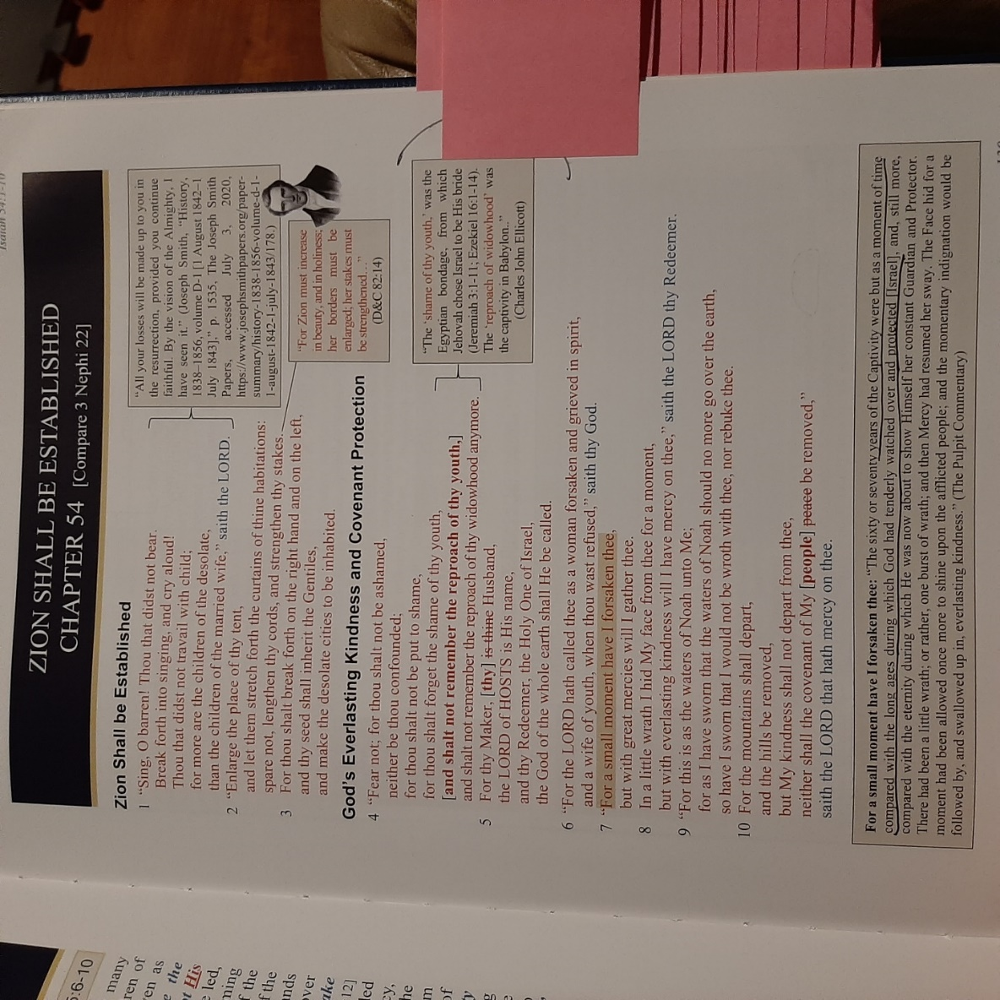 Isaiah 54:1-10
ZION SHALL BE ESTABLISHED
CHAPTER 54 [Compare 3 Nephi 22]
Zion Shall be Established
1 “Sing, O barren! Thou that didst not bear.
Break forth into singing, and cry aloud!
Thou that didst not travail with child;
for more are the children of the desolate,
than the children of the married wife,” saith the LORD.
2 “Enlarge the place of thy tent,
and let them stretch forth the curtains of thine habitations:
spare not, lengthen thy cords, and strengthen thy stakes.
3 For thou shalt break forth on the right hand and on the left,
and thy seed shall inherit the Gentiles,
and make the desolate cities to be inhabited.
“All your losses will be made up to you in
the resurrection, provided you continue
faithful. By the vision of the Almighty, I
have seen it.” (Joseph Smith, “History,
1838–1856, volume D-1 [1 August 1842–1
July 1843],” p. 1535, The Joseph Smith
Papers, accessed July 3, 2020,
https://www.josephsmithpapers.org/paper-
summary/history-1838-1856-volume-d-1-
1-august-1842-1-july-1843/178.)
“For Zion must increase
in beauty, and in holiness;
her borders must be
enlarged; her stakes must
be strengthened…”
(D&C 82:14)
God’s Everlasting Kindness and Covenant Protection
4 “Fear not; for thou shalt not be ashamed,
neither be thou confounded;
for thou shalt not be put to shame,
for thou shalt forget the shame of thy youth,
[and shalt not remember the reproach of thy youth,]
and shalt not remember the reproach of thy widowhood anymore.
5 For thy Maker, [thy] is thine Husband,
the LORD of HOSTS is His name,
and thy Redeemer, the Holy One of Israel,
the God of the whole earth shall He be called.
“The ‘shame of thy youth,’ was the
Egyptian bondage, from which
Jehovah chose Israel to be His bride
(Jeremiah 3:1-11; Ezekiel 16:1-14).
The ‘reproach of widowhood’ was
the captivity in Babylon..”
(Charles John Ellicott)
6 “For the LORD hath called thee as a woman forsaken and grieved in spirit,
and a wife of youth, when thou wast refused,” saith thy God.
7 “For a small moment have I forsaken thee,
but with great mercies will I gather thee.
8 In a little wrath I hid My face from thee for a moment,
but with everlasting kindness will I have mercy on thee,” saith the LORD thy Redeemer.
9 “For this is as the waters of Noah unto Me;
for as I have sworn that the waters of Noah should no more go over the earth,
so have I sworn that I would not be wroth with thee, nor rebuke thee.
10 For the mountains shall depart,
and the hills be removed,
but My kindness shall not depart from thee,
neither shall the covenant of My [people] peace be removed,”
saith the LORD that hath mercy on thee.
For a small moment have I forsaken thee: “The sixty or seventy years of the Captivity were but as a moment of time
compared with the long ages during which God had tenderly watched over and protected [Israel], and, still more,
compared with the eternity during which He was now about to show Himself her constant Guardian and Protector.
There had been a little wrath; or rather, one burst of wrath; and then Mercy had resumed her sway. The Face hid for a
moment had been allowed once more to shine upon the afflicted people; and the momentary indignation would be
followed by, and swallowed up in, everlasting kindness.” (The Pulpit Commentary)
:6-10
many
ren of
en as
the
His
led,
ning
the
the
nds
over
ake
12]
led
cy,
he
of